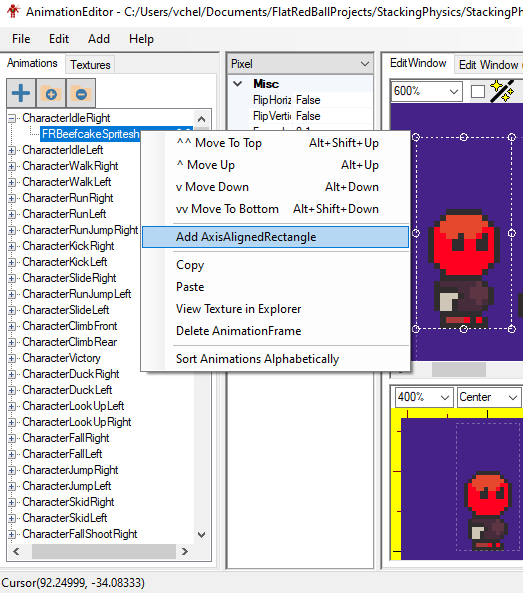 AnimationEditor - C:/Users/vchel/Documents/FlatRedBallProjects/StackingPhysics/StackingPh
File Edit Add Help
Animations Textures
Pixel
Misc
FlipHoriz False
FlipVertic False
EditWindow Edit Window
600%
CharacterIdleRight
FRBeefcakeSpritesh
CharacterIdleLeft
CharacterWalkRight
CharacterWalkLeft
CharacterRunRight
CharacterRunLeft
CharacterRunJumpRight
CharacterKickRight
CharacterKickLeft
CharacterSlideRight
CharacterRunJumpLeft
CharacterSlideLeft
CharacterClimbFront
CharacterClimbRear
CharacterVictory
CharacterDuckRight
CharacterDuckLeft
CharacterLookUpLeft
CharacterLookUpRight
CharacterFallRight
CharacterFallLeft
CharacterJumpRight
CharacterJumpLeft
CharacterSkidRight
CharacterSkidLeft
CharacterFallShootRight
^^ Move To Top Alt+Shift+Up
^ Move Up Alt+Up
v Move Down Alt+Down
vv Move To Bottom Alt+Shift+Down
Add AxisAlignedRectangle
Copy
Paste
View Texture in Explorer
Delete AnimationFrame
Sort Animations Alphabetically
400% Center
Cursor(92.24999, -34.08333)